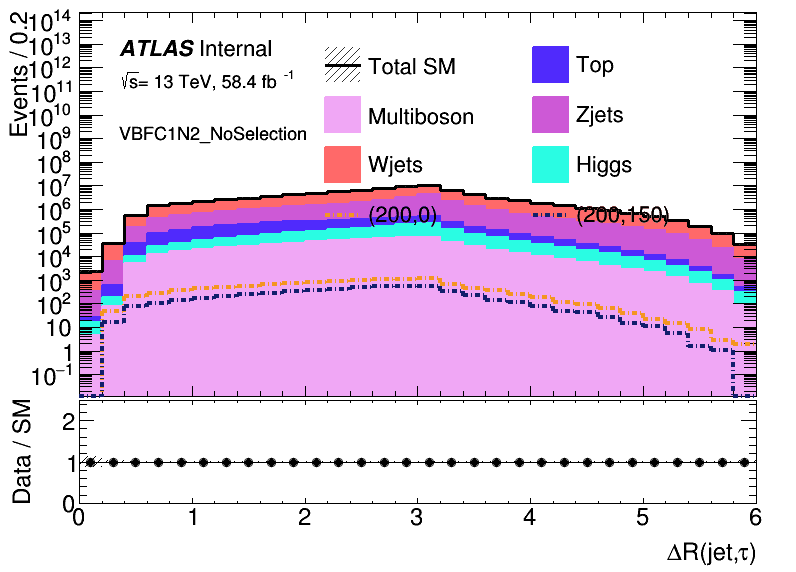 Events / 0.2
10^14
10^13
10^12
10^11
10^10
10^9
10^8
10^7
10^6
10^5
10^4
10^3
10^2
10
1
10^−1
ATLAS Internal
√s= 13 TeV, 58.4 fb^-1
VBFC1N2_NoSelection
Total SM
Top
Multiboson
Zjets
Wjets
Higgs
(200,0)
(200,150)
Data / SM
2
1
0
0 1 2 3 4 5 6
ΔR(jet,τ)